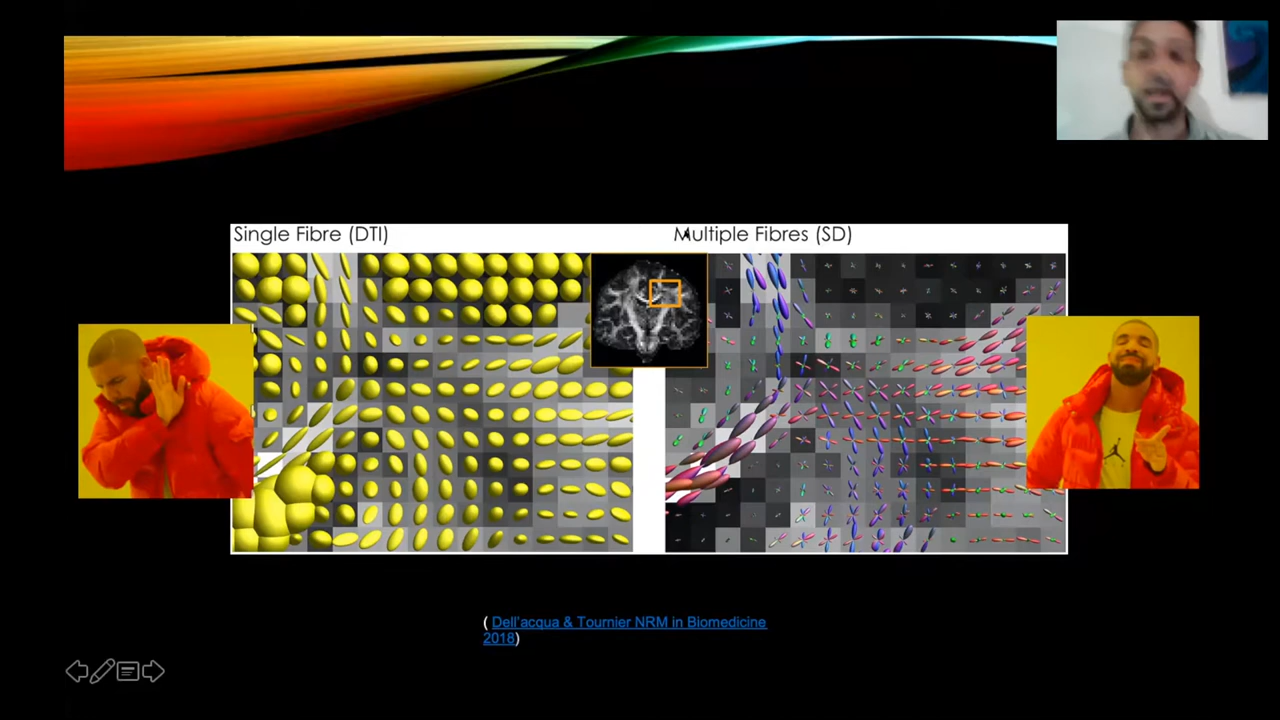 Single Fibre (DTI)
Multiple Fibres (SD)
( Dell'acqua & Tournier NRM in Biomedicine
2018)